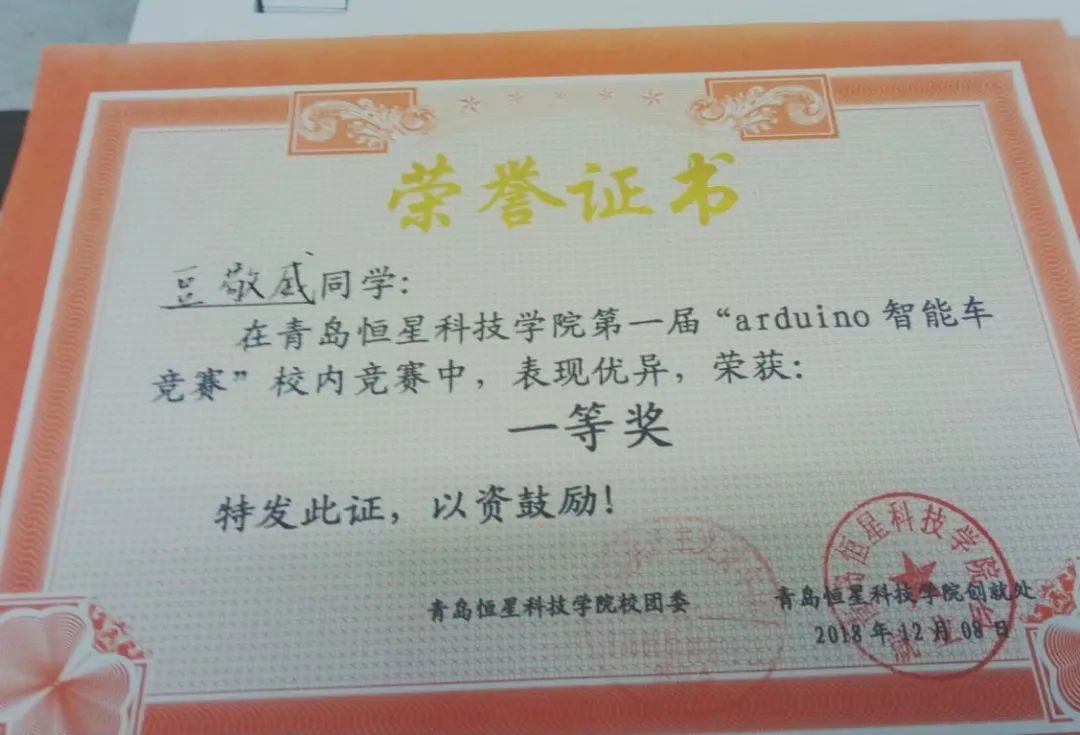 荣誉证书
豆敬威同学：
在青岛恒星科技学院第一届“arduino智能车
竞赛”校内竞赛中，表现优异，荣获：
一等奖
特发此证，以资鼓励！
青岛恒星科技学院校团委 青岛恒星科技学院创就处
2018年12月08日